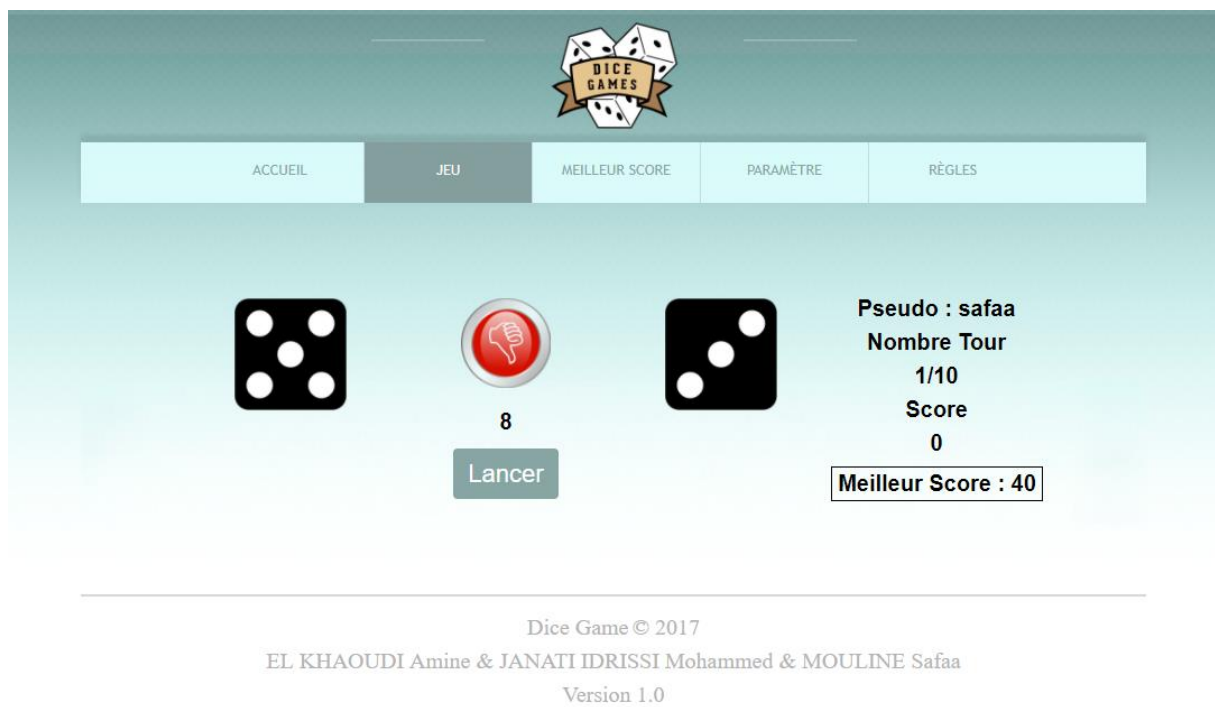 DICE
GAMES
ACCUEIL
JEU
MEILLEUR SCORE
PARAMÈTRE
RÈGLES
Pseudo : safaa
Nombre Tour
1/10
Score
0
Meilleur Score : 40
8
Lancer
Dice Game © 2017
EL KHAOUDI Amine & JANATI IDRISSI Mohammed & MOULINE Safaa
Version 1.0